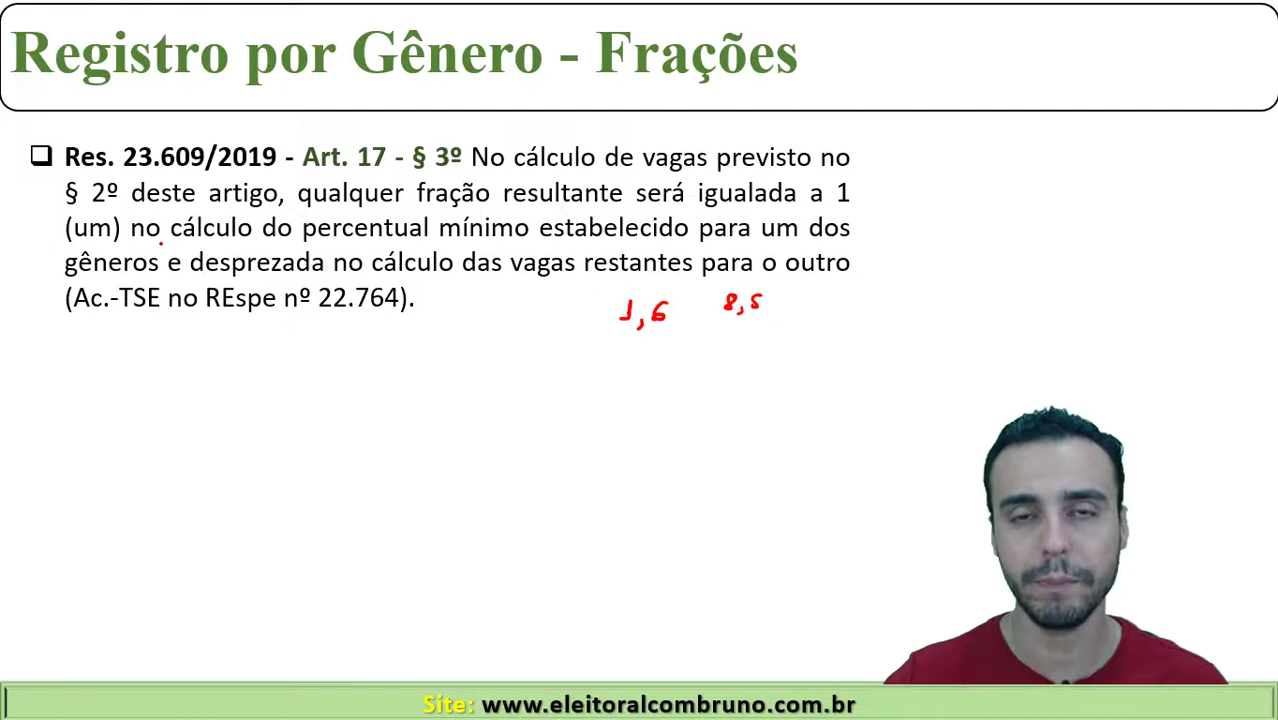 Registro por Gênero - Frações
Res. 23.609/2019 - Art. 17 - § 3º No cálculo de vagas previsto no
§ 2º deste artigo, qualquer fração resultante será igualada a 1
(um) no cálculo do percentual mínimo estabelecido para um dos
gêneros e desprezada no cálculo das vagas restantes para o outro
(Ac.-TSE no REspe nº 22.764).
1,6 8,5
Site: www.eleitoralcombruno.com.br